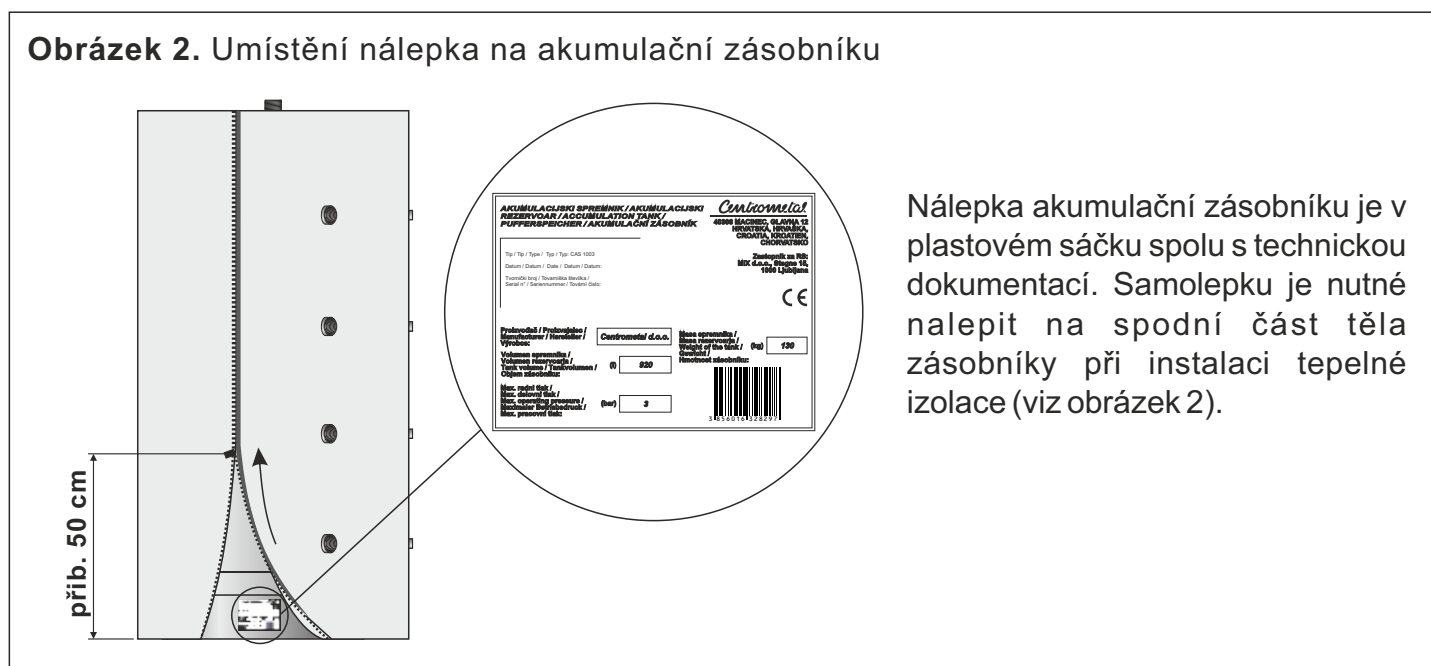 Obrázek 2. Umístění nálepka na akumulační zásobníku
přib. 50 cm
AKUMULACIJSKI SPREMNIK / AKUMULACIJSKI
REZERVOAR / ACCUMULATION TANK /
PUFFERSPEICHER / AKUMULAČNÍ ZÁSOBNÍK
Tip / Tip / Type / Typ / Typ: CAS 1003
Datum / Datum / Date / Datum / Datum:
Tvornički broj / Tovarniška številka /
Serial n° / Seriennummer / Tovární číslo:
Centrometal
40306 MACINEC, GLAVNA 12
HRVATSKA, HRVAŠKA,
CROATIA, KROATIEN,
CHORVATSKO
Zastopnik za RS:
MIX d.o.o., Stegne 15,
1000 Ljubljana
CE
Proizvođač / Proizvajalec /
Manufacturer / Hersteller /
Výrobce:
Centrometal d.o.o.
Volumen spremnika /
Volumen rezervoarja /
Tank volume / Tankvolumen /
Objem zásobníku:
(l) 920
Max. radni tlak /
Max. delovni tlak /
Max. operating pressure /
Maximaler Betriebsdruck /
Max. pracovní tlak:
(bar) 3
Masa spremnika /
Masa rezervoarja /
Weight of the tank /
Gewicht /
Hmotnost zásobníku:
(kg) 130
3 856016 328297
Nálepka akumulační zásobníku je v
plastovém sáčku spolu s technickou
dokumentací. Samolepku je nutné
nalepit na spodní část těla
zásobníky při instalaci tepelné
izolace (viz obrázek 2).